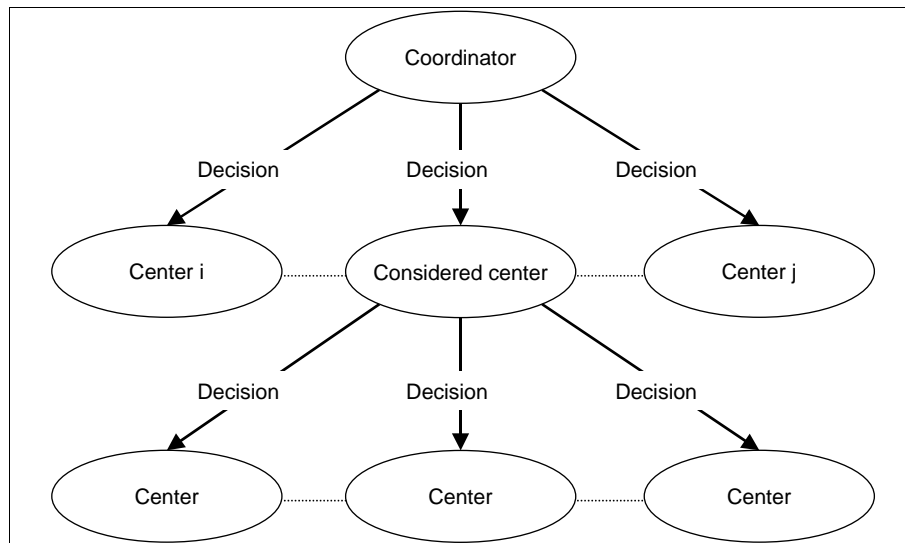 Coordinator
Decision Decision Decision
Center i Considered center Center j
Decision Decision Decision
Center Center Center